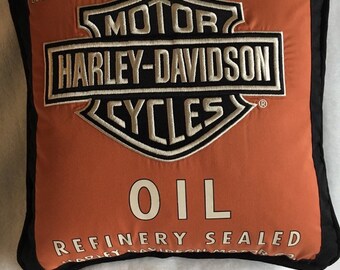 MOTOR
HARLEY-DAVIDSON
CYCLES
®
OIL
REFINERY SEALED